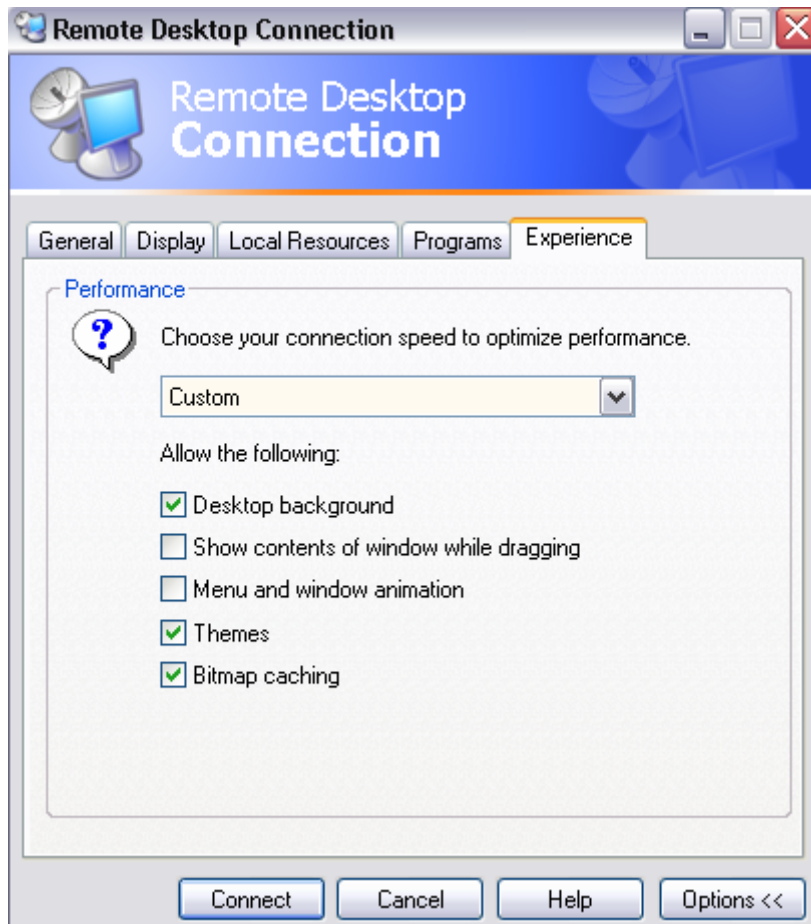 Remote Desktop Connection
Remote Desktop
Connection
General Display Local Resources Programs Experience
Performance
?
Choose your connection speed to optimize performance.
Custom
Allow the following:
Desktop background
Show contents of window while dragging
Menu and window animation
Themes
Bitmap caching
Connect Cancel Help Options <<